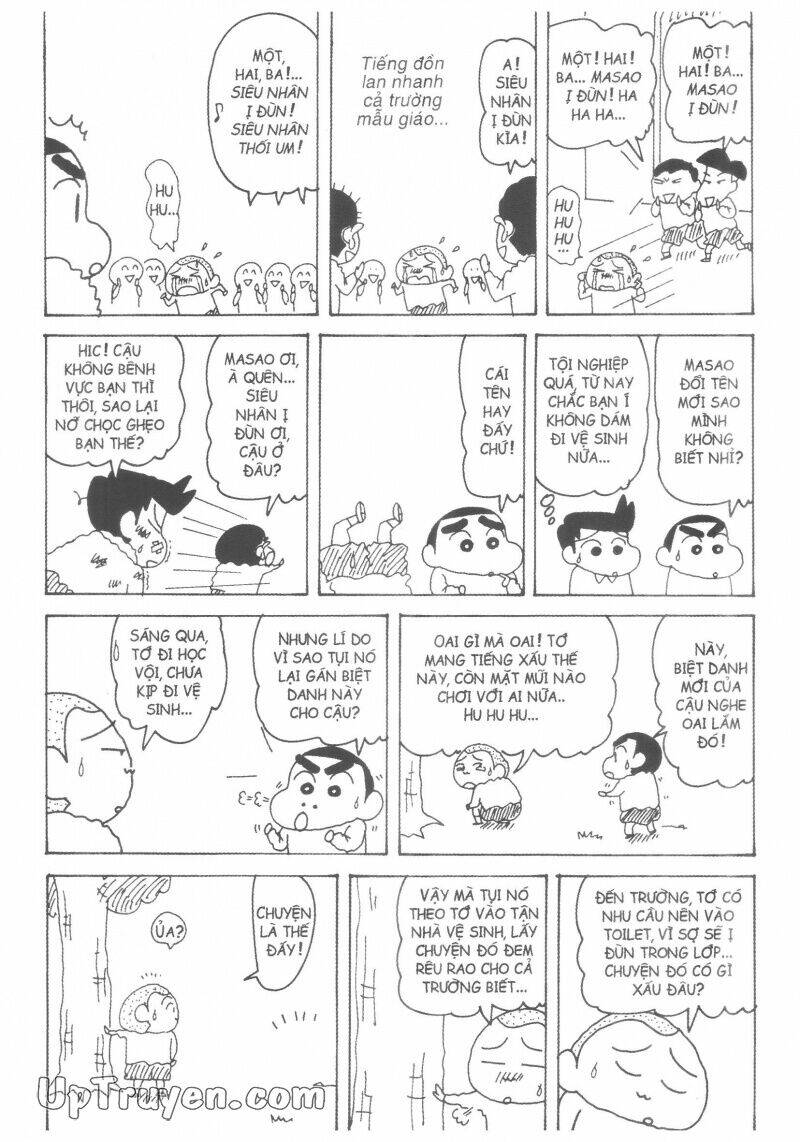 MỘT!
HAI!
BA...
MASAO
Ị ĐÙN!
MỘT! HAI!
BA... MASAO
Ị ĐÙN! HA
HA HA...
HU
HU
HU
...
A!
SIÊU
NHÂN
Ị ĐÙN
KÌA!
Tiếng đồn
lan nhanh
cả trường
mẫu giáo...
MỘT,
HAI, BA!...
SIÊU NHÂN
Ị ĐÙN!
SIÊU NHÂN
THỐI UM!
HU
HU...
MASAO
ĐỔI TÊN
MỚI SAO
MÌNH
KHÔNG
BIẾT NHỈ?
TỘI NGHIỆP
QUÁ, TỪ NAY
CHẮC BẠN Í
KHÔNG DÁM
ĐI VỆ SINH
NỮA...
CÁI
TÊN
HAY
ĐẤY
CHỨ!
MASAO ƠI,
À QUÊN...
SIÊU
NHÂN Ị
ĐÙN ƠI,
CẬU Ở
ĐÂU?
HIC! CẬU
KHÔNG BÊNH
VỰC BẠN THÌ
THÔI, SAO LẠI
NỠ CHỌC GHẸO
BẠN THẾ?
NÀY,
BIỆT DANH
MỚI CỦA
CẬU NGHE
OAI LẮM
ĐÓ!
OAI GÌ MÀ OAI! TỚ
MANG TIẾNG XẤU THẾ
NÀY, CÒN MẶT MŨI NÀO
CHƠI VỚI AI NỮA...
HU HU HU...
NHƯNG LÍ DO
VÌ SAO TỤI NÓ
LẠI GÁN BIỆT
DANH NÀY
CHO CẬU?
SÁNG QUA,
TỚ ĐI HỌC
VỘI, CHƯA
KỊP ĐI VỆ
SINH...
ĐẾN TRƯỜNG, TỚ CÓ
NHU CẦU NÊN VÀO
TOILET, VÌ SỢ SẼ Ị
ĐÙN TRONG LỚP...
CHUYỆN ĐÓ CÓ GÌ
XẤU ĐÂU?
VẬY MÀ TỤI NÓ
THEO TỚ VÀO TẬN
NHÀ VỆ SINH, LẤY
CHUYỆN ĐÓ ĐEM
RÊU RAO CHO CẢ
TRƯỜNG BIẾT...
CHUYỆN
LÀ THẾ
ĐẤY!
ỦA?
UpTruyen.com